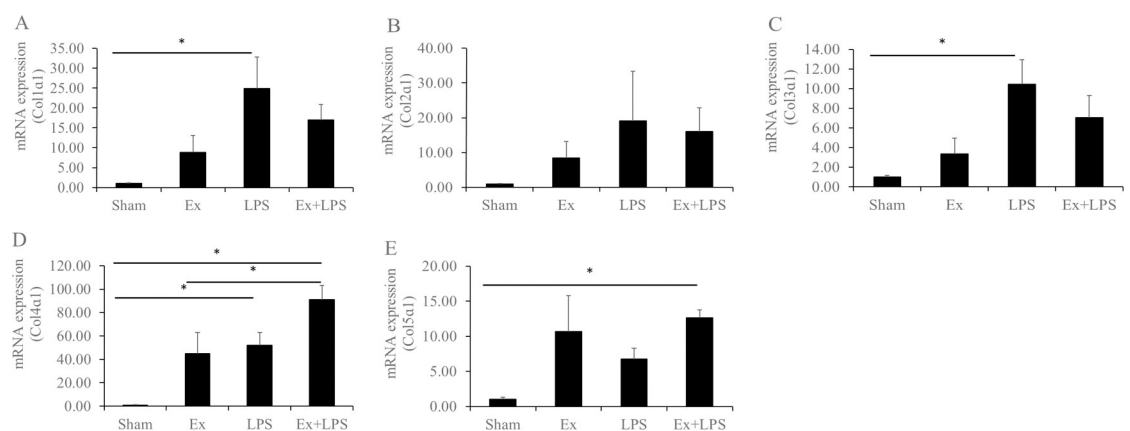 A
mRNA expression
(Col1α1)
35.00
30.00
25.00
20.00
15.00
10.00
5.00
0.00
*
Sham Ex LPS Ex+LPS
B
mRNA expression
(Col2α1)
40.00
30.00
20.00
10.00
0.00
Sham Ex LPS Ex+LPS
C
mRNA expression
(Col3α1)
14.00
12.00
10.00
8.00
6.00
4.00
2.00
0.00
*
Sham Ex LPS Ex+LPS
D
mRNA expression
(Col4α1)
120.00
100.00
80.00
60.00
40.00
20.00
0.00
*
*
*
Sham Ex LPS Ex+LPS
E
mRNA expression
(Col5α1)
20.00
15.00
10.00
5.00
0.00
*
Sham Ex LPS Ex+LPS